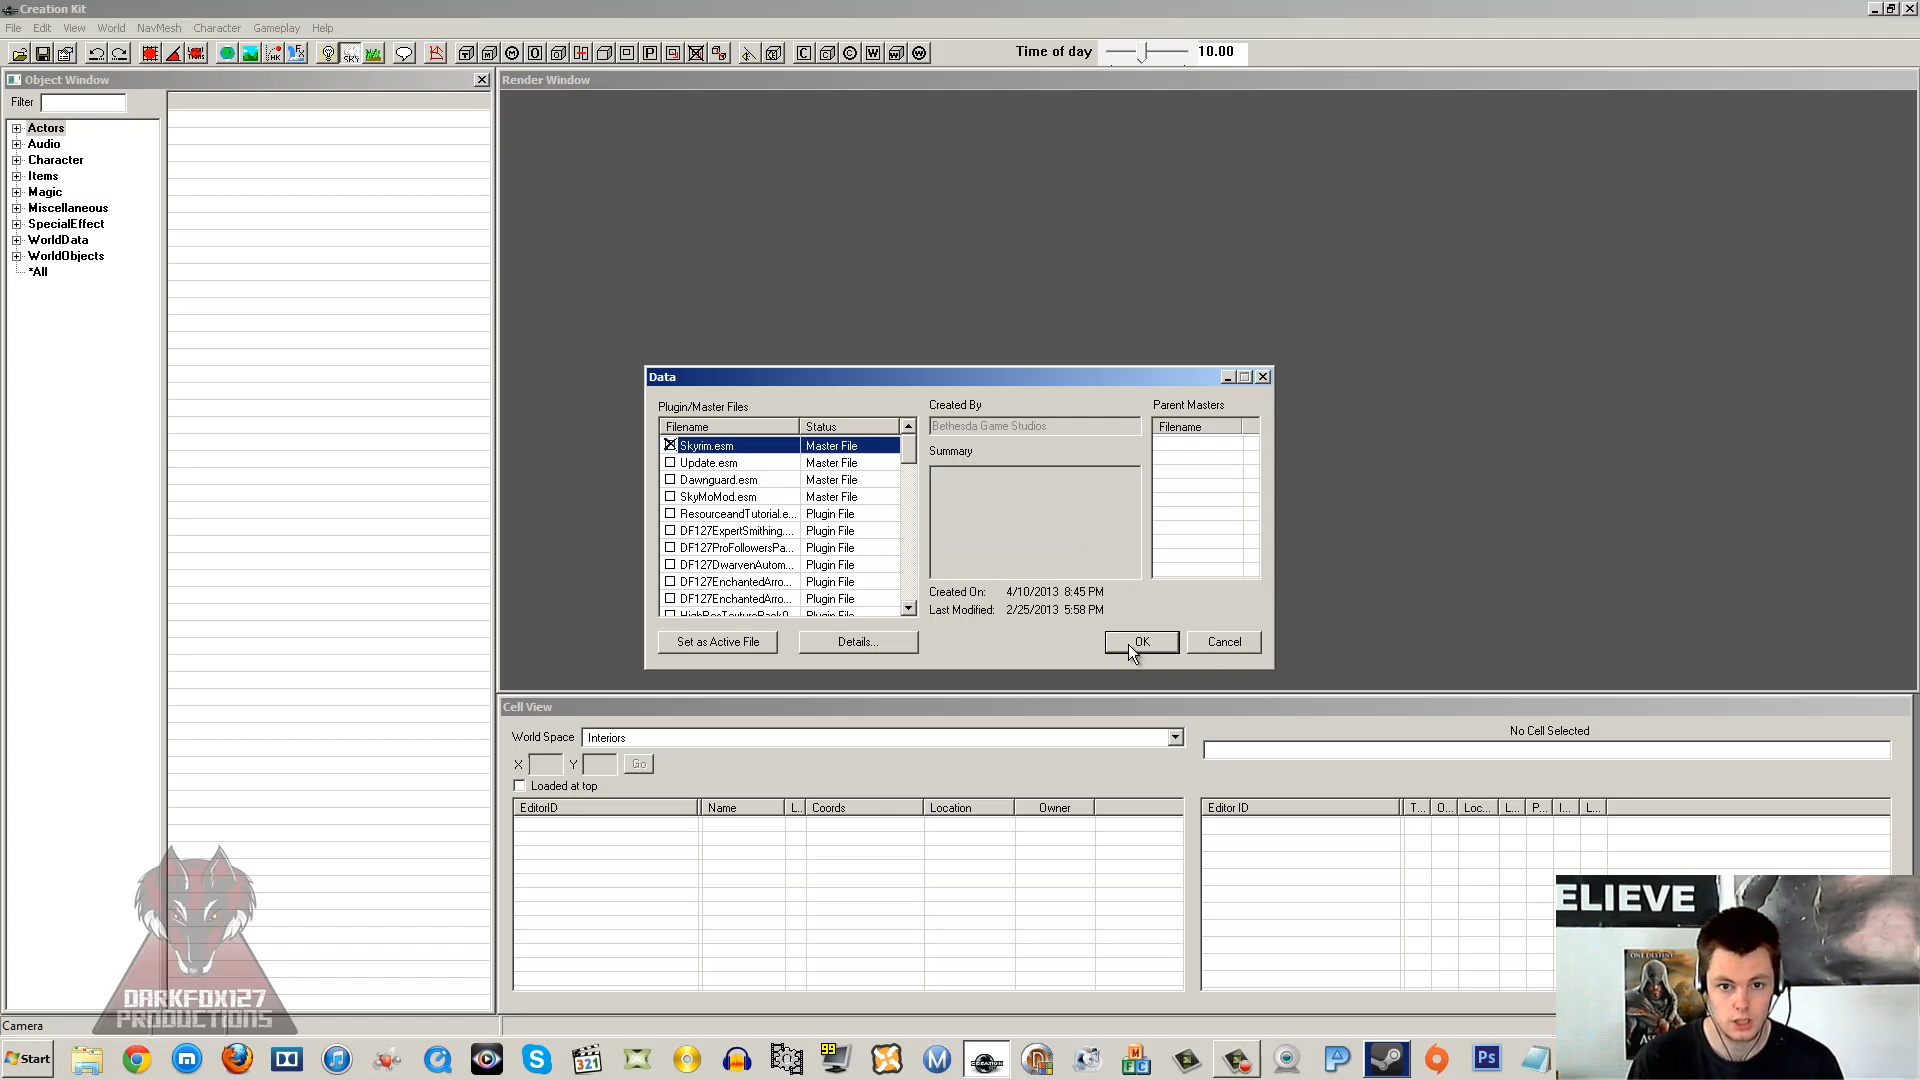 Creation Kit
File Edit View World NavMesh Character Gameplay Help
Time of day 10.00
Object Window
Render Window
Filter
Actors
Audio
Character
Items
Magic
Miscellaneous
SpecialEffect
WorldData
WorldObjects
*All
Data
Plugin/Master Files
Filename Status
Skyrim.esm Master File
Update.esm Master File
Dawnguard.esm Master File
SkyMoMod.esm Master File
ResourceandTutorial.e... Plugin File
DF127ExpertSmithing.... Plugin File
DF127ProFollowersPa... Plugin File
DF127DwarvenAutom... Plugin File
DF127EnchantedArro... Plugin File
DF127EnchantedArro... Plugin File
HighResTexturePack0... Plugin File
Created By
Bethesda Game Studios
Summary
Parent Masters
Filename
Created On: 4/10/2013 8:45 PM
Last Modified: 2/25/2013 5:58 PM
Set as Active File
Details...
OK
Cancel
Cell View
World Space Interiors
X Y Go
Loaded at top
EditorID Name L.. Coords Location Owner
No Cell Selected
Editor ID T... O... Loc... L... P... I... L...
DARKFOX127
PRODUCTIONS
ELIEVE
ONE DESTINY
Camera
Start